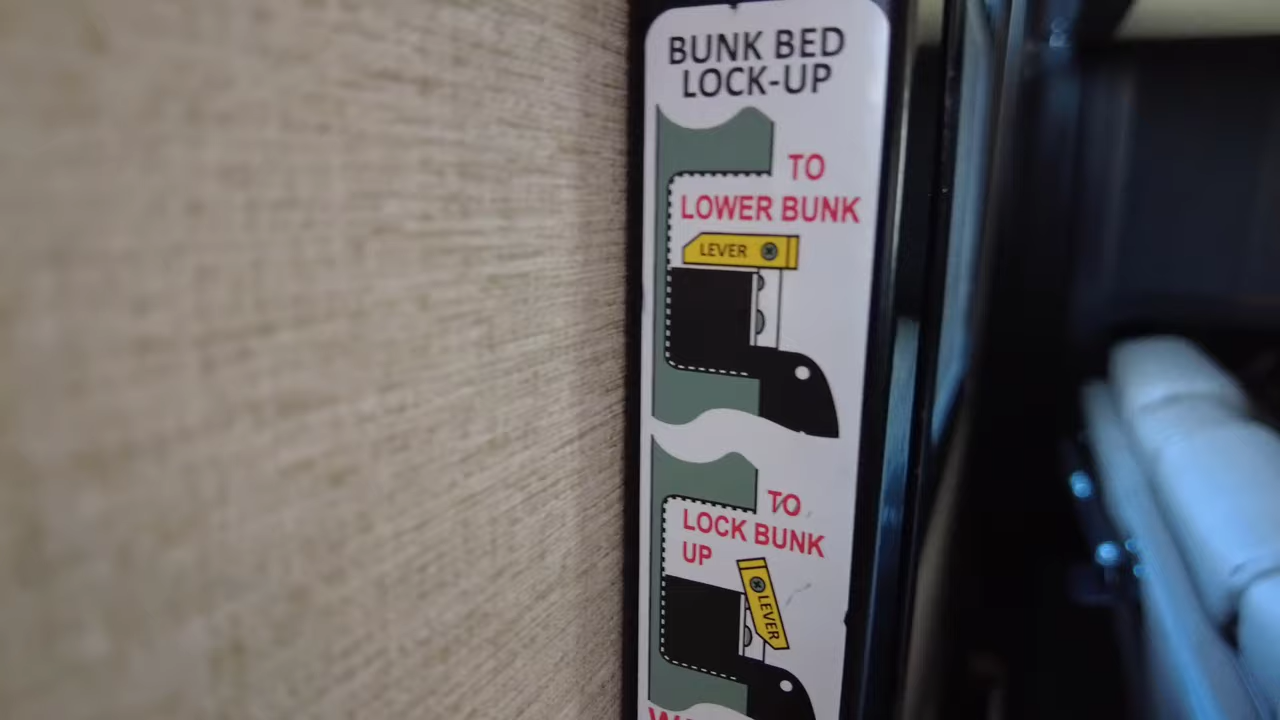 BUNK BED
LOCK-UP
TO
LOWER BUNK
LEVER
TO
LOCK BUNK
UP
LEVER